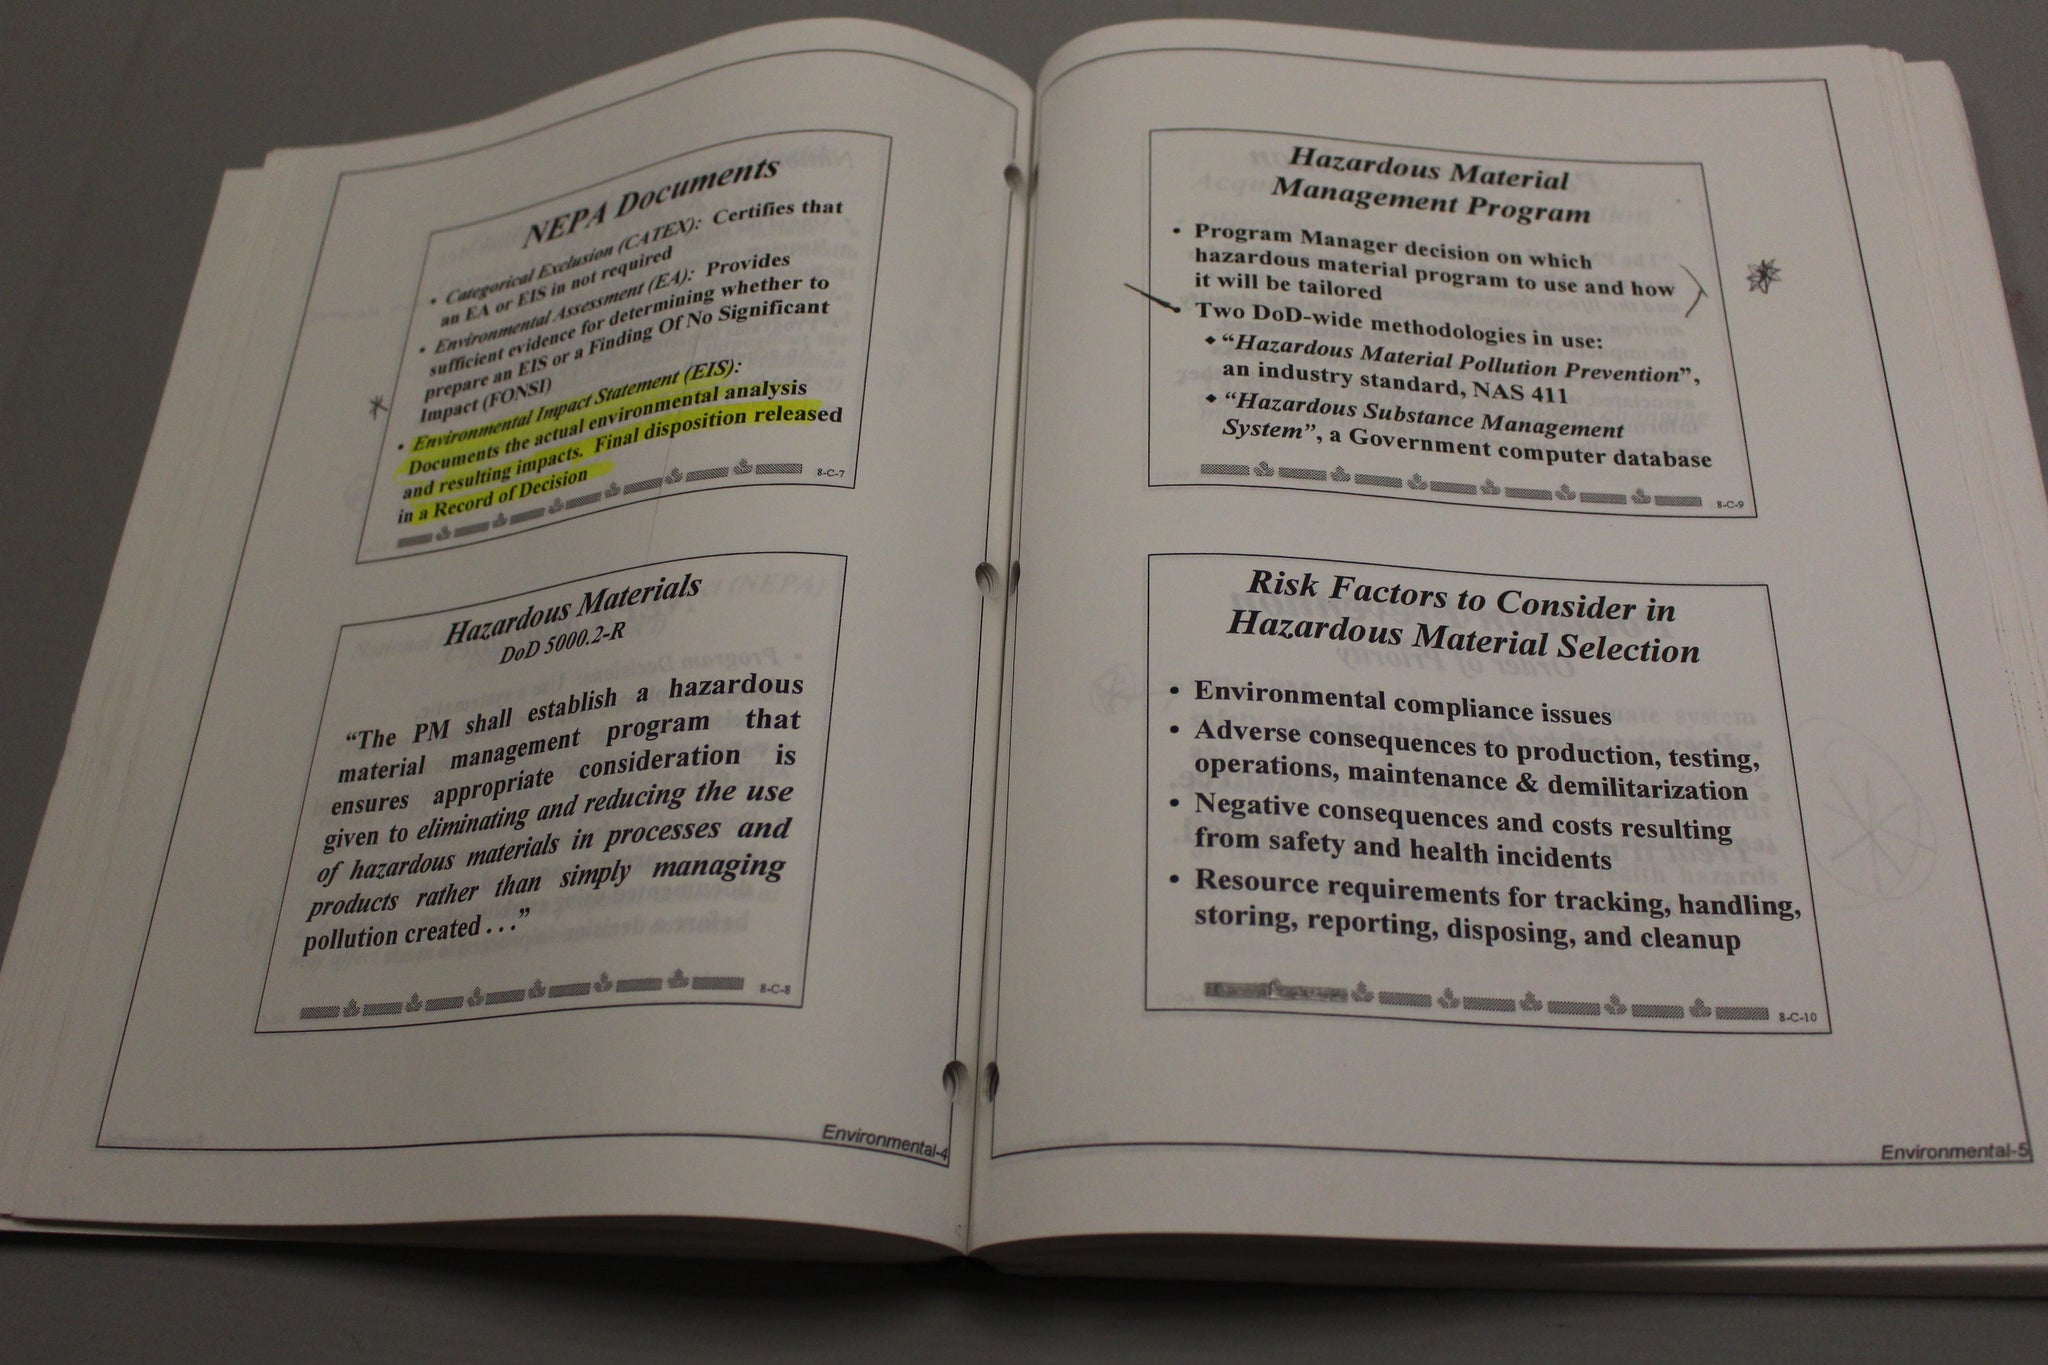 NEPA Documents
• Categorical Exclusion (CATEX): Certifies that
an EA or EIS in not required
• Environmental Assessment (EA): Provides
sufficient evidence for determining whether to
prepare an EIS or a Finding Of No Significant
Impact (FONSI)
• Environmental Impact Statement (EIS):
Documents the actual environmental analysis
and resulting impacts. Final disposition released
in a Record of Decision
8-C-7
Hazardous Materials
DoD 5000.2-R
“The PM shall establish a hazardous
material management program that
ensures appropriate consideration is
given to eliminating and reducing the use
of hazardous materials in processes and
products rather than simply managing
pollution created . . .”
8-C-8
Environmental-4
Hazardous Material
Management Program
• Program Manager decision on which
hazardous material program to use and how
it will be tailored
• Two DoD-wide methodologies in use:
◆ “Hazardous Material Pollution Prevention”,
an industry standard, NAS 411
◆ “Hazardous Substance Management
System”, a Government computer database
8-C-9
Risk Factors to Consider in
Hazardous Material Selection
• Environmental compliance issues
• Adverse consequences to production, testing,
operations, maintenance & demilitarization
• Negative consequences and costs resulting
from safety and health incidents
• Resource requirements for tracking, handling,
storing, reporting, disposing, and cleanup
8-C-10
Environmental-5